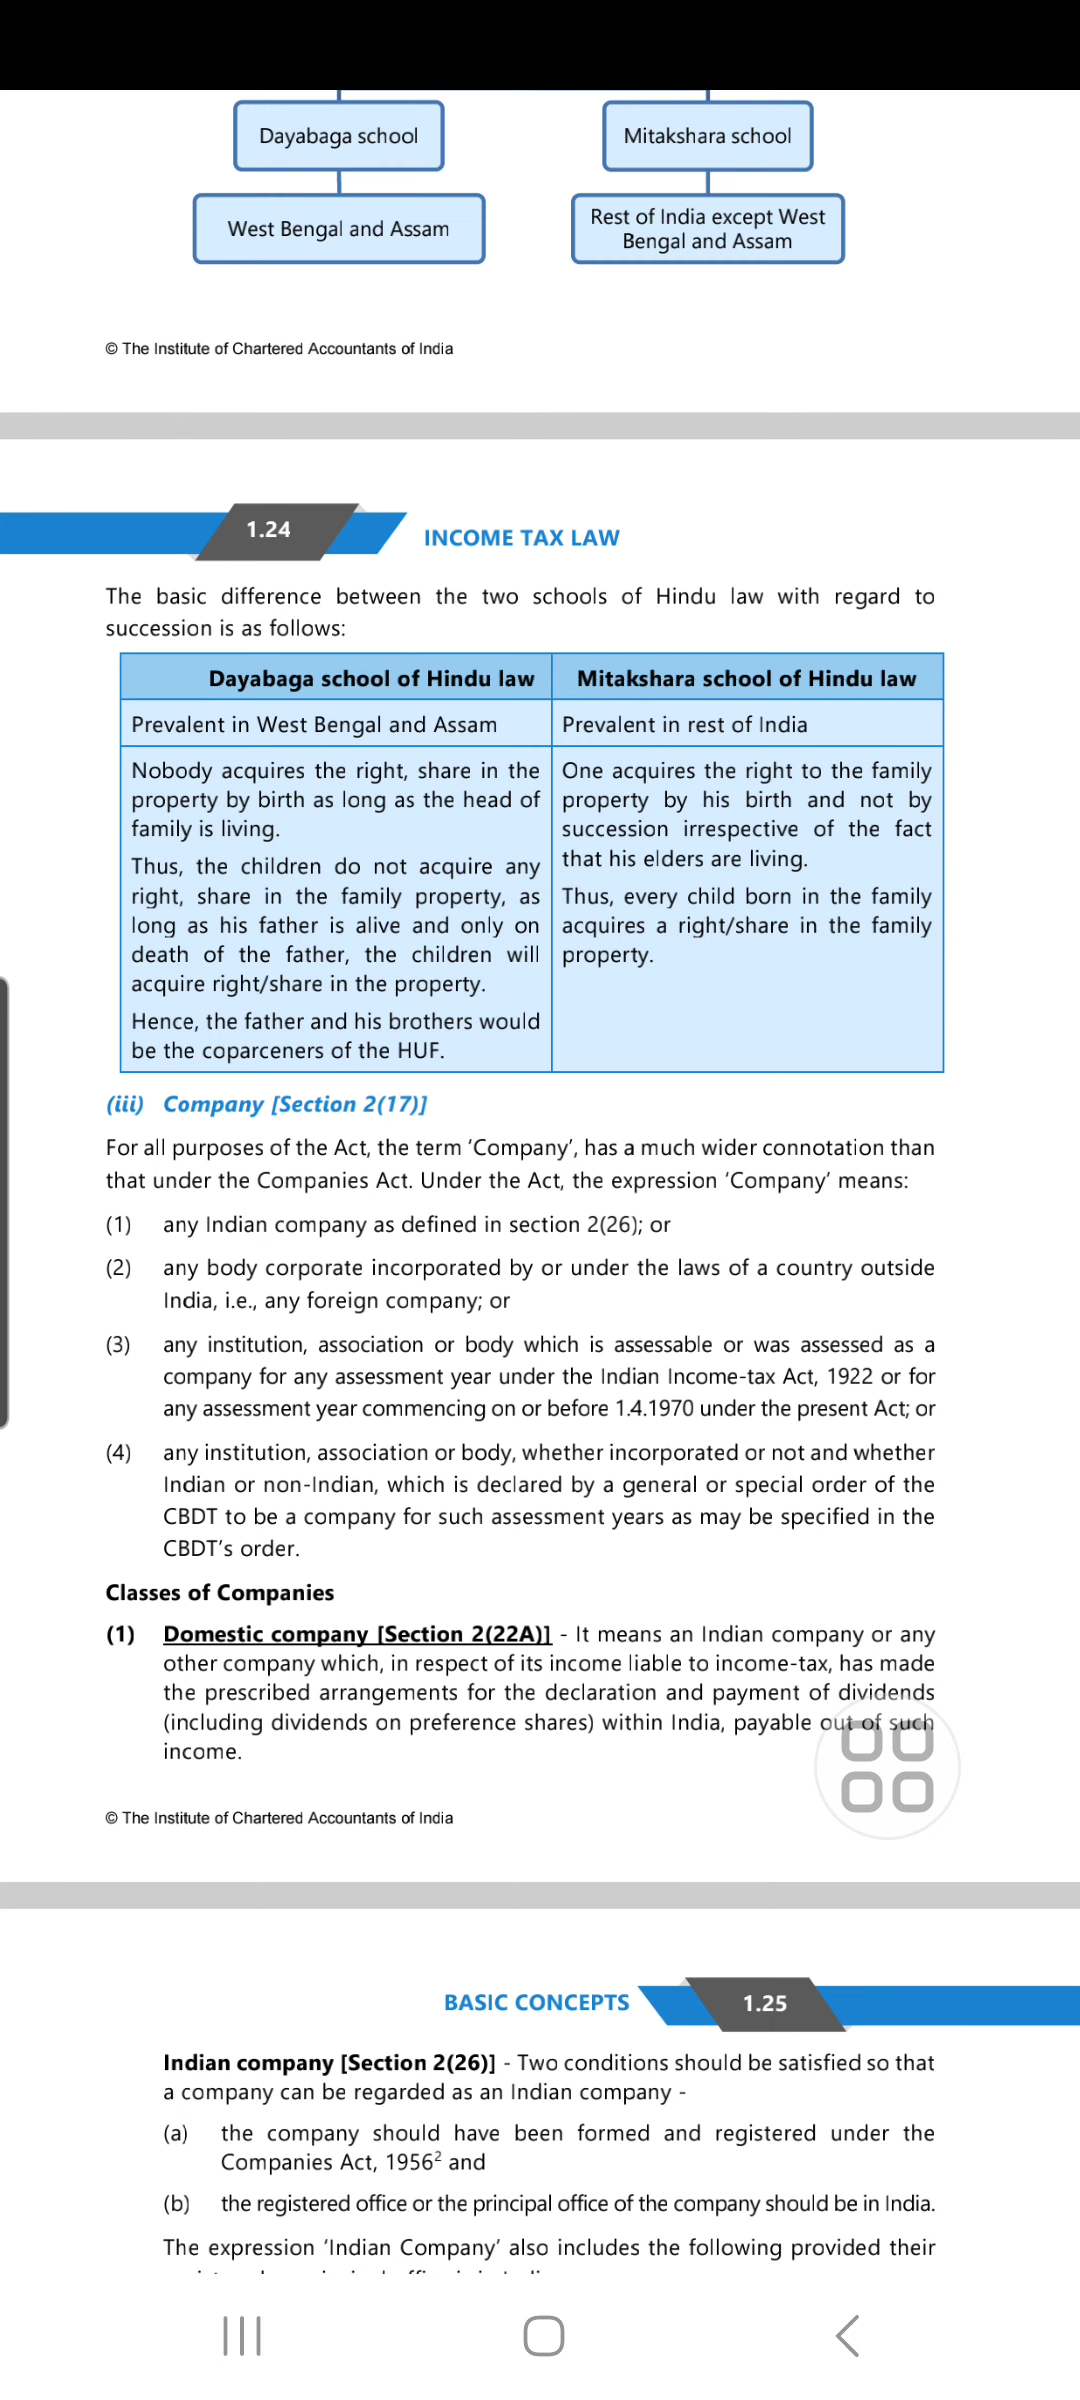 Dayabaga school
Mitakshara school
West Bengal and Assam
Rest of India except West
Bengal and Assam
© The Institute of Chartered Accountants of India
1.24
INCOME TAX LAW
The basic difference between the two schools of Hindu law with regard to
succession is as follows:
Dayabaga school of Hindu law
Mitakshara school of Hindu law
Prevalent in West Bengal and Assam
Prevalent in rest of India
Nobody acquires the right, share in the
property by birth as long as the head of
family is living.
Thus, the children do not acquire any
right, share in the family property, as
long as his father is alive and only on
death of the father, the children will
acquire right/share in the property.
Hence, the father and his brothers would
be the coparceners of the HUF.
One acquires the right to the family
property by his birth and not by
succession irrespective of the fact
that his elders are living.
Thus, every child born in the family
acquires a right/share in the family
property.
(iii) Company [Section 2(17)]
For all purposes of the Act, the term ‘Company’, has a much wider connotation than
that under the Companies Act. Under the Act, the expression ‘Company’ means:
(1) any Indian company as defined in section 2(26); or
(2) any body corporate incorporated by or under the laws of a country outside
India, i.e., any foreign company; or
(3) any institution, association or body which is assessable or was assessed as a
company for any assessment year under the Indian Income-tax Act, 1922 or for
any assessment year commencing on or before 1.4.1970 under the present Act; or
(4) any institution, association or body, whether incorporated or not and whether
Indian or non-Indian, which is declared by a general or special order of the
CBDT to be a company for such assessment years as may be specified in the
CBDT’s order.
Classes of Companies
(1) Domestic company [Section 2(22A)] - It means an Indian company or any
other company which, in respect of its income liable to income-tax, has made
the prescribed arrangements for the declaration and payment of dividends
(including dividends on preference shares) within India, payable out of such
income.
© The Institute of Chartered Accountants of India
BASIC CONCEPTS
1.25
Indian company [Section 2(26)] - Two conditions should be satisfied so that
a company can be regarded as an Indian company -
(a) the company should have been formed and registered under the
Companies Act, 1956² and
(b) the registered office or the principal office of the company should be in India.
The expression ‘Indian Company’ also includes the following provided their